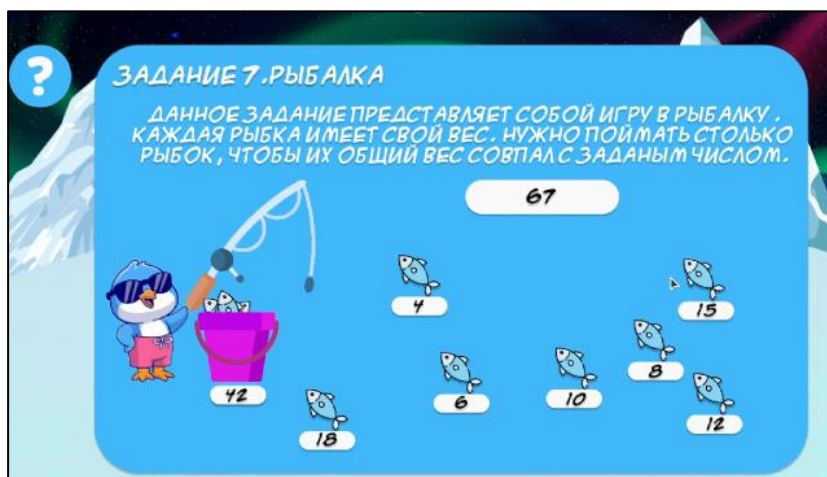 ?
ЗАДАНИЕ 7.РЫБАЛКА
ДАННОЕ ЗАДАНИЕ ПРЕДСТАВЛЯЕТ СОБОЙ ИГРУ В РЫБАЛКУ .
КАЖДАЯ РЫБКА ИМЕЕТ СВОЙ ВЕС. НУЖНО ПОЙМАТЬ СТОЛЬКО
РЫБОК, ЧТОБЫ ИХ ОБЩИЙ ВЕС СОВПАЛ С ЗАДАНЫМ ЧИСЛОМ.
67
4
15
8
6
10
42
12
18